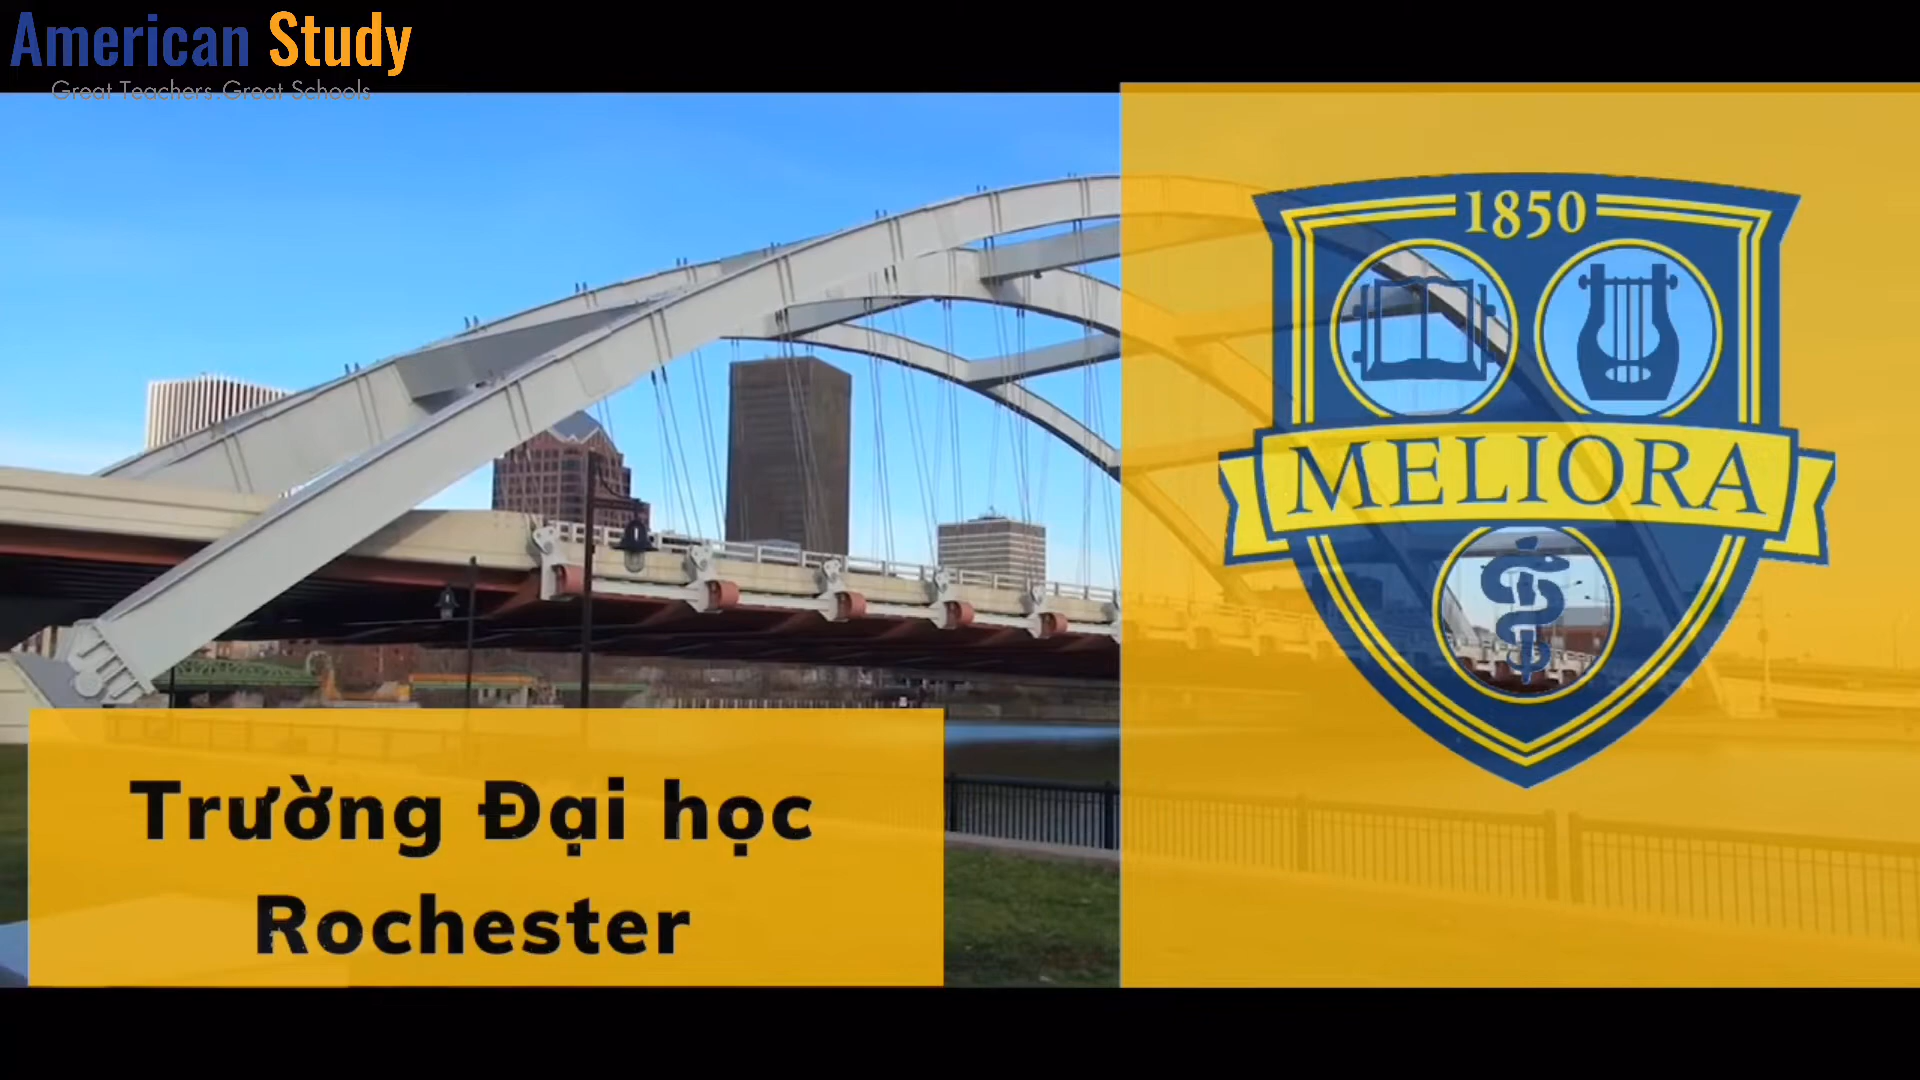 American Study
Great Teachers.Great Schools
1850
MELIORA
Trường Đại học
Rochester